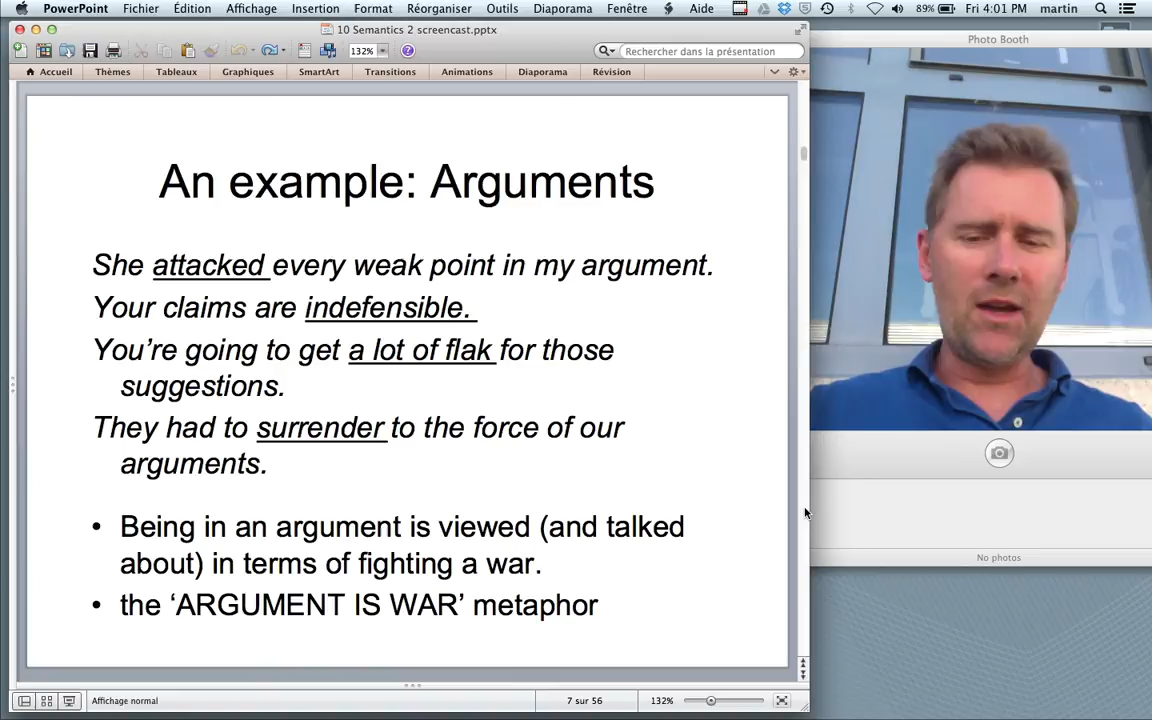 PowerPoint Fichier Édition Affichage Insertion Format Réorganiser Outils Diaporama Fenêtre Aide 89% Fri 4:01 PM martin
10 Semantics 2 screencast.pptx
Photo Booth
132%
Rechercher dans la présentation
Accueil Thèmes Tableaux Graphiques SmartArt Transitions Animations Diaporama Révision
An example: Arguments
She attacked every weak point in my argument.
Your claims are indefensible.
You're going to get a lot of flak for those
suggestions.
They had to surrender to the force of our
arguments.
• Being in an argument is viewed (and talked
about) in terms of fighting a war.
• the ‘ARGUMENT IS WAR’ metaphor
No photos
Affichage normal 7 sur 56 132%